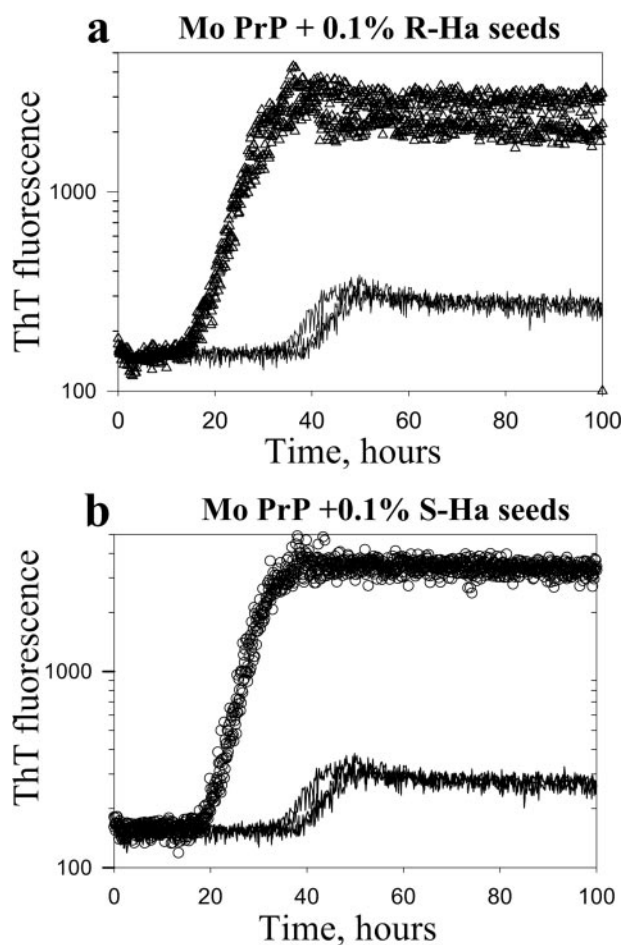 a
Mo PrP + 0.1% R-Ha seeds
ThT fluorescence
1000
100
0 20 40 60 80 100
Time, hours
b
Mo PrP +0.1% S-Ha seeds
ThT fluorescence
1000
100
0 20 40 60 80 100
Time, hours